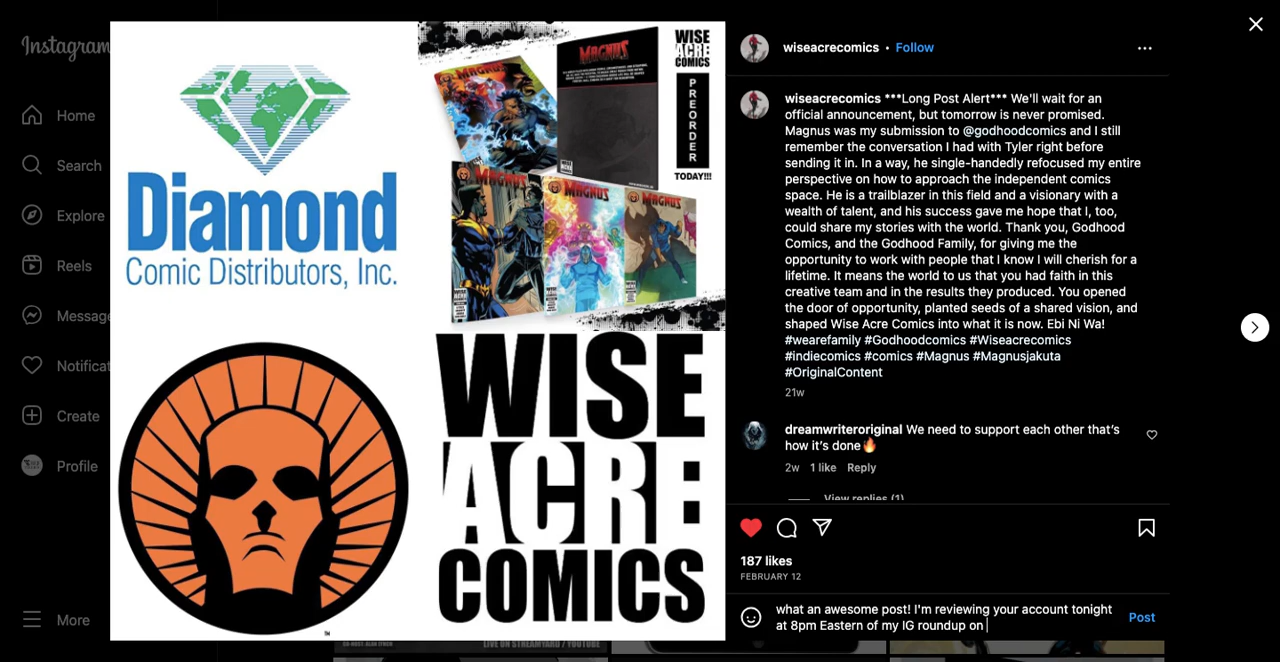 Instagram
Home
Search
Explore
Reels
Message
Notificat
Create
Profile
More
Diamond
Comic Distributors, Inc.
MAGNUS
MAGNUS
MAGNUS
MAGNUS
MAGNUS
WISE
ACRE
COMICS
PREORDER
TODAY!!!
WISE
ACRE
COMICS
wiseacrecomics • Follow
wiseacrecomics ***Long Post Alert*** We'll wait for an
official announcement, but tomorrow is never promised.
Magnus was my submission to @godhoodcomics and I still
remember the conversation I had with Tyler right before
sending it in. In a way, he single-handedly refocused my entire
perspective on how to approach the independent comics
space. He is a trailblazer in this field and a visionary with a
wealth of talent, and his success gave me hope that I, too,
could share my stories with the world. Thank you, Godhood
Comics, and the Godhood Family, for giving me the
opportunity to work with people that I know I will cherish for a
lifetime. It means the world to us that you had faith in this
creative team and in the results they produced. You opened
the door of opportunity, planted seeds of a shared vision, and
shaped Wise Acre Comics into what it is now. Ebi Ni Wa!
#wearefamily #Godhoodcomics #Wiseacrecomics
#indiecomics #comics #Magnus #Magnusjakuta
#OriginalContent
21w
dreamwriteroriginal We need to support each other that's
how it's done🔥
2w 1 like Reply
View replies (1)
187 likes
FEBRUARY 12
what an awesome post! I'm reviewing your account tonight
at 8pm Eastern of my IG roundup on
Post
LIVE ON STREAMYARD / YOUTUBE